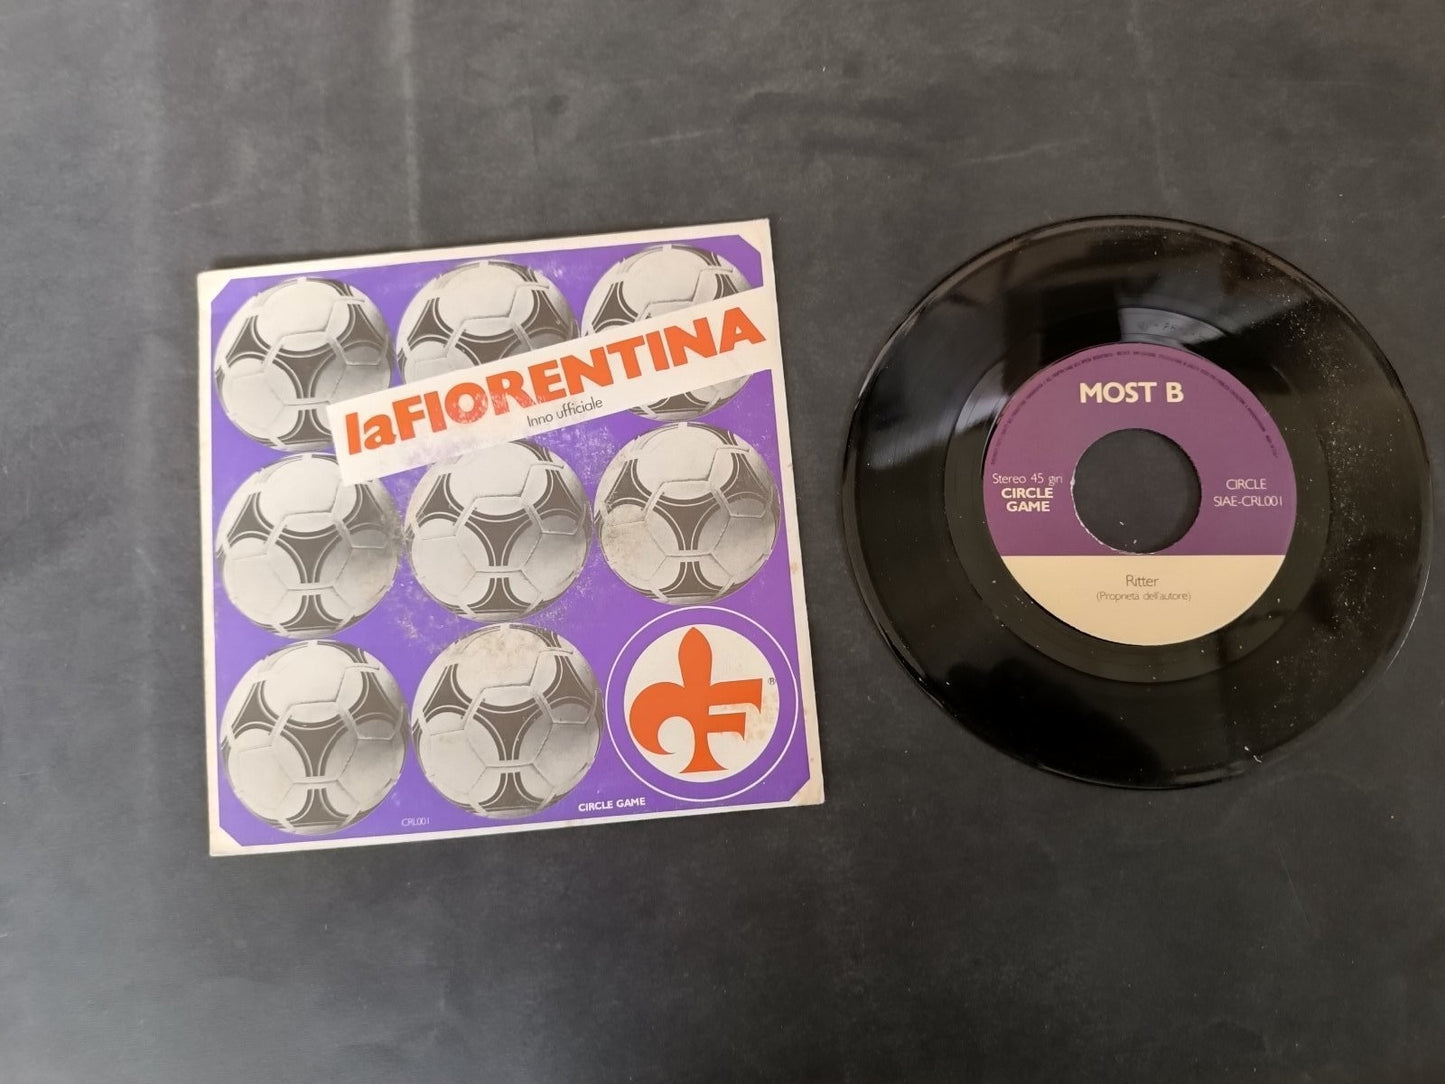 laFIORENTINA
Inno ufficiale
®
CIRCLE GAME
CRL001
MOST B
Stereo 45 giri
CIRCLE
GAME
CIRCLE
SIAE-CRL001
Ritter
(Proprietà dell'autore)